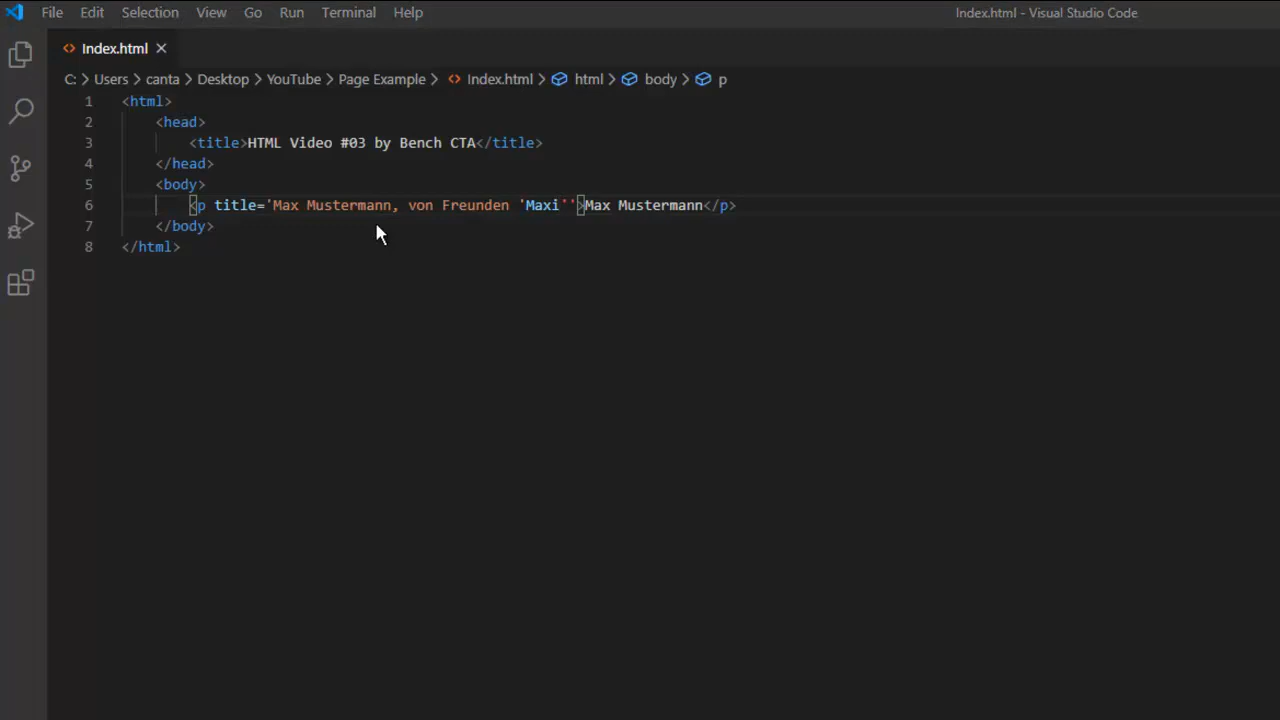 File Edit Selection View Go Run Terminal Help Index.html - Visual Studio Code
Index.html
C: > Users > canta > Desktop > YouTube > Page Example > Index.html > html > body > p
1 <html>
2 <head>
3 <title>HTML Video #03 by Bench CTA</title>
4 </head>
5 <body>
6 <p title='Max Mustermann, von Freunden 'Maxi''>Max Mustermann</p>
7 </body>
8 </html>